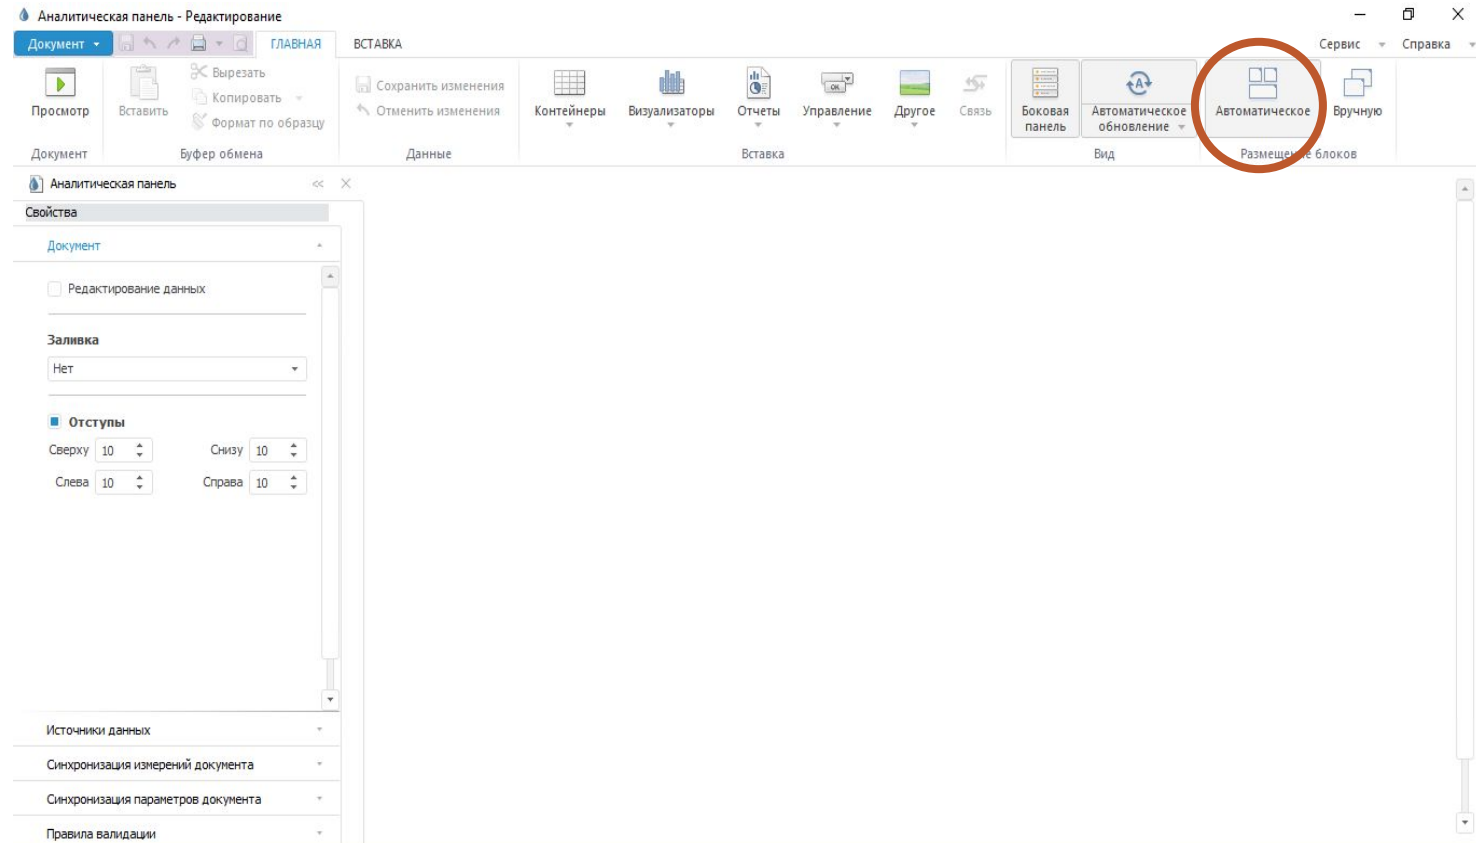 Аналитическая панель - Редактирование
Документ
ГЛАВНАЯ
ВСТАВКА
Сервис
Справка
Просмотр
Вставить
Вырезать
Копировать
Формат по образцу
Сохранить изменения
Отменить изменения
Контейнеры
Визуализаторы
Отчеты
Управление
Другое
Связь
Боковая
панель
Автоматическое
обновление
Автоматическое
Вручную
Документ
Буфер обмена
Данные
Вставка
Вид
Размещение блоков
Аналитическая панель
Свойства
Документ
Редактирование данных
Заливка
Нет
Отступы
Сверху 10 Снизу 10
Слева 10 Справа 10
Источники данных
Синхронизация измерений документа
Синхронизация параметров документа
Правила валидации